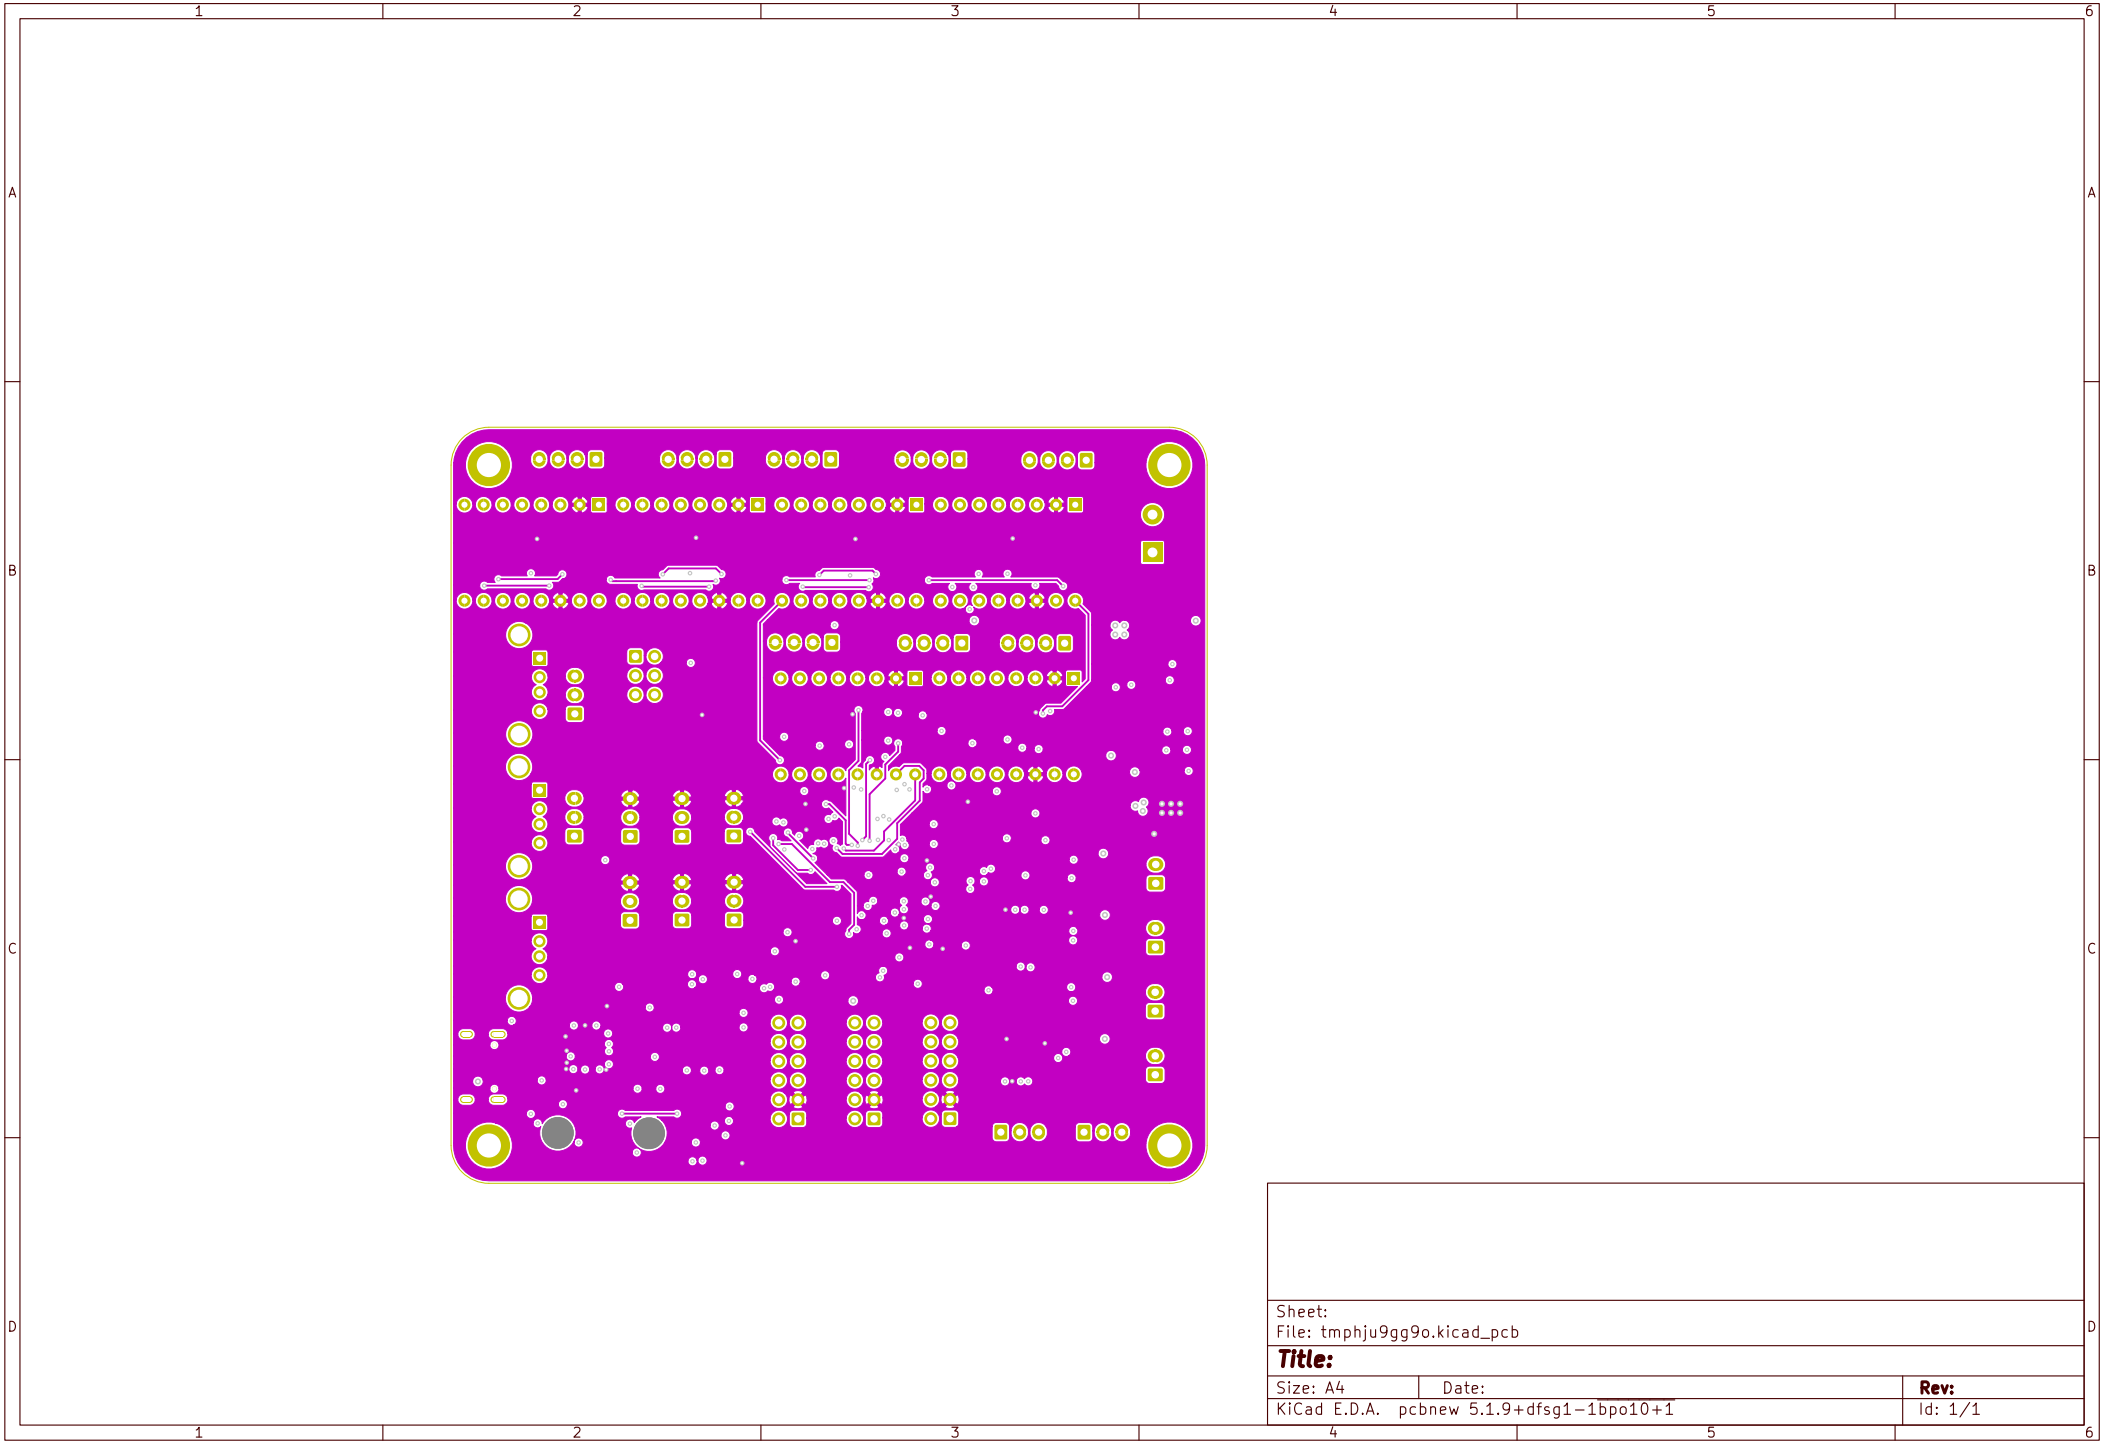 1 2 3 4 5 6
A A
B B
C C
D D
Sheet:
File: tmphju9gg9o.kicad_pcb
Title:
Size: A4 Date: Rev:
KiCad E.D.A. pcbnew 5.1.9+dfsg1-1bpo10+1 Id: 1/1
1 2 3 4 5 6